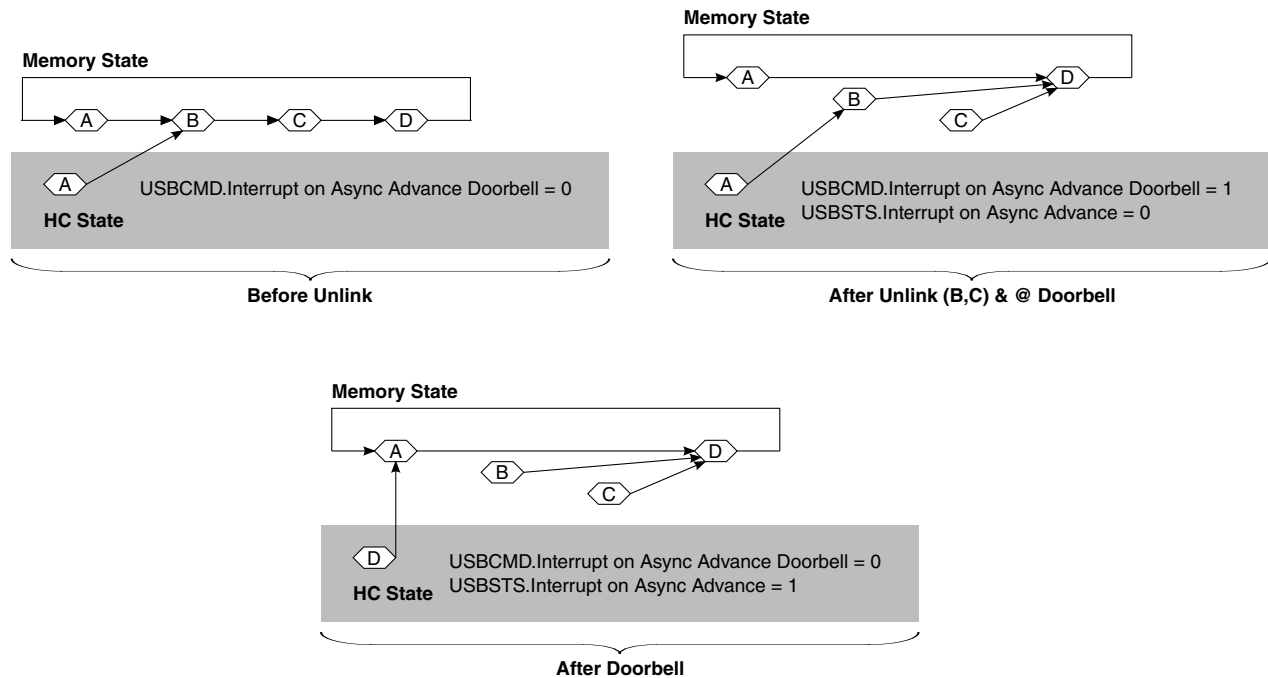 Memory State
A B C D
A USBCMD.Interrupt on Async Advance Doorbell = 0
HC State
Before Unlink
Memory State
A D
B
C
A USBCMD.Interrupt on Async Advance Doorbell = 1
HC State USBSTS.Interrupt on Async Advance = 0
After Unlink (B,C) & @ Doorbell
Memory State
A D
B
C
D USBCMD.Interrupt on Async Advance Doorbell = 0
HC State USBSTS.Interrupt on Async Advance = 1
After Doorbell